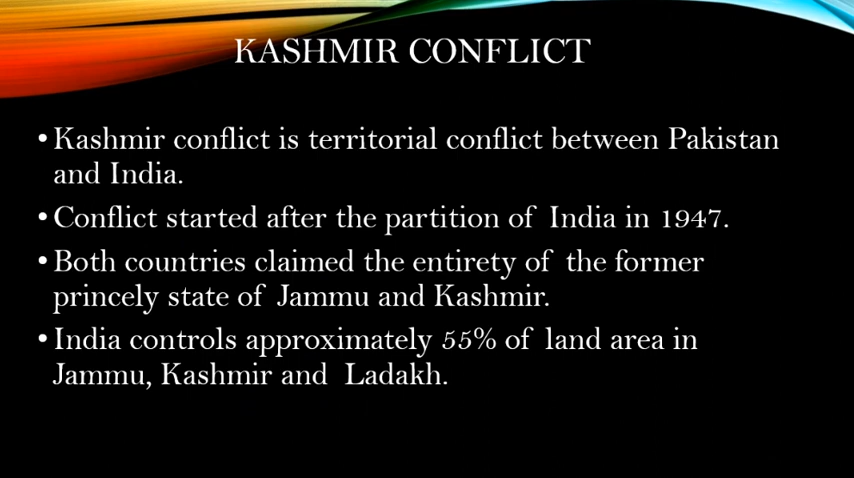 KASHMIR CONFLICT
• Kashmir conflict is territorial conflict between Pakistan
and India.
• Conflict started after the partition of India in 1947.
• Both countries claimed the entirety of the former
princely state of Jammu and Kashmir.
• India controls approximately 55% of land area in
Jammu, Kashmir and Ladakh.